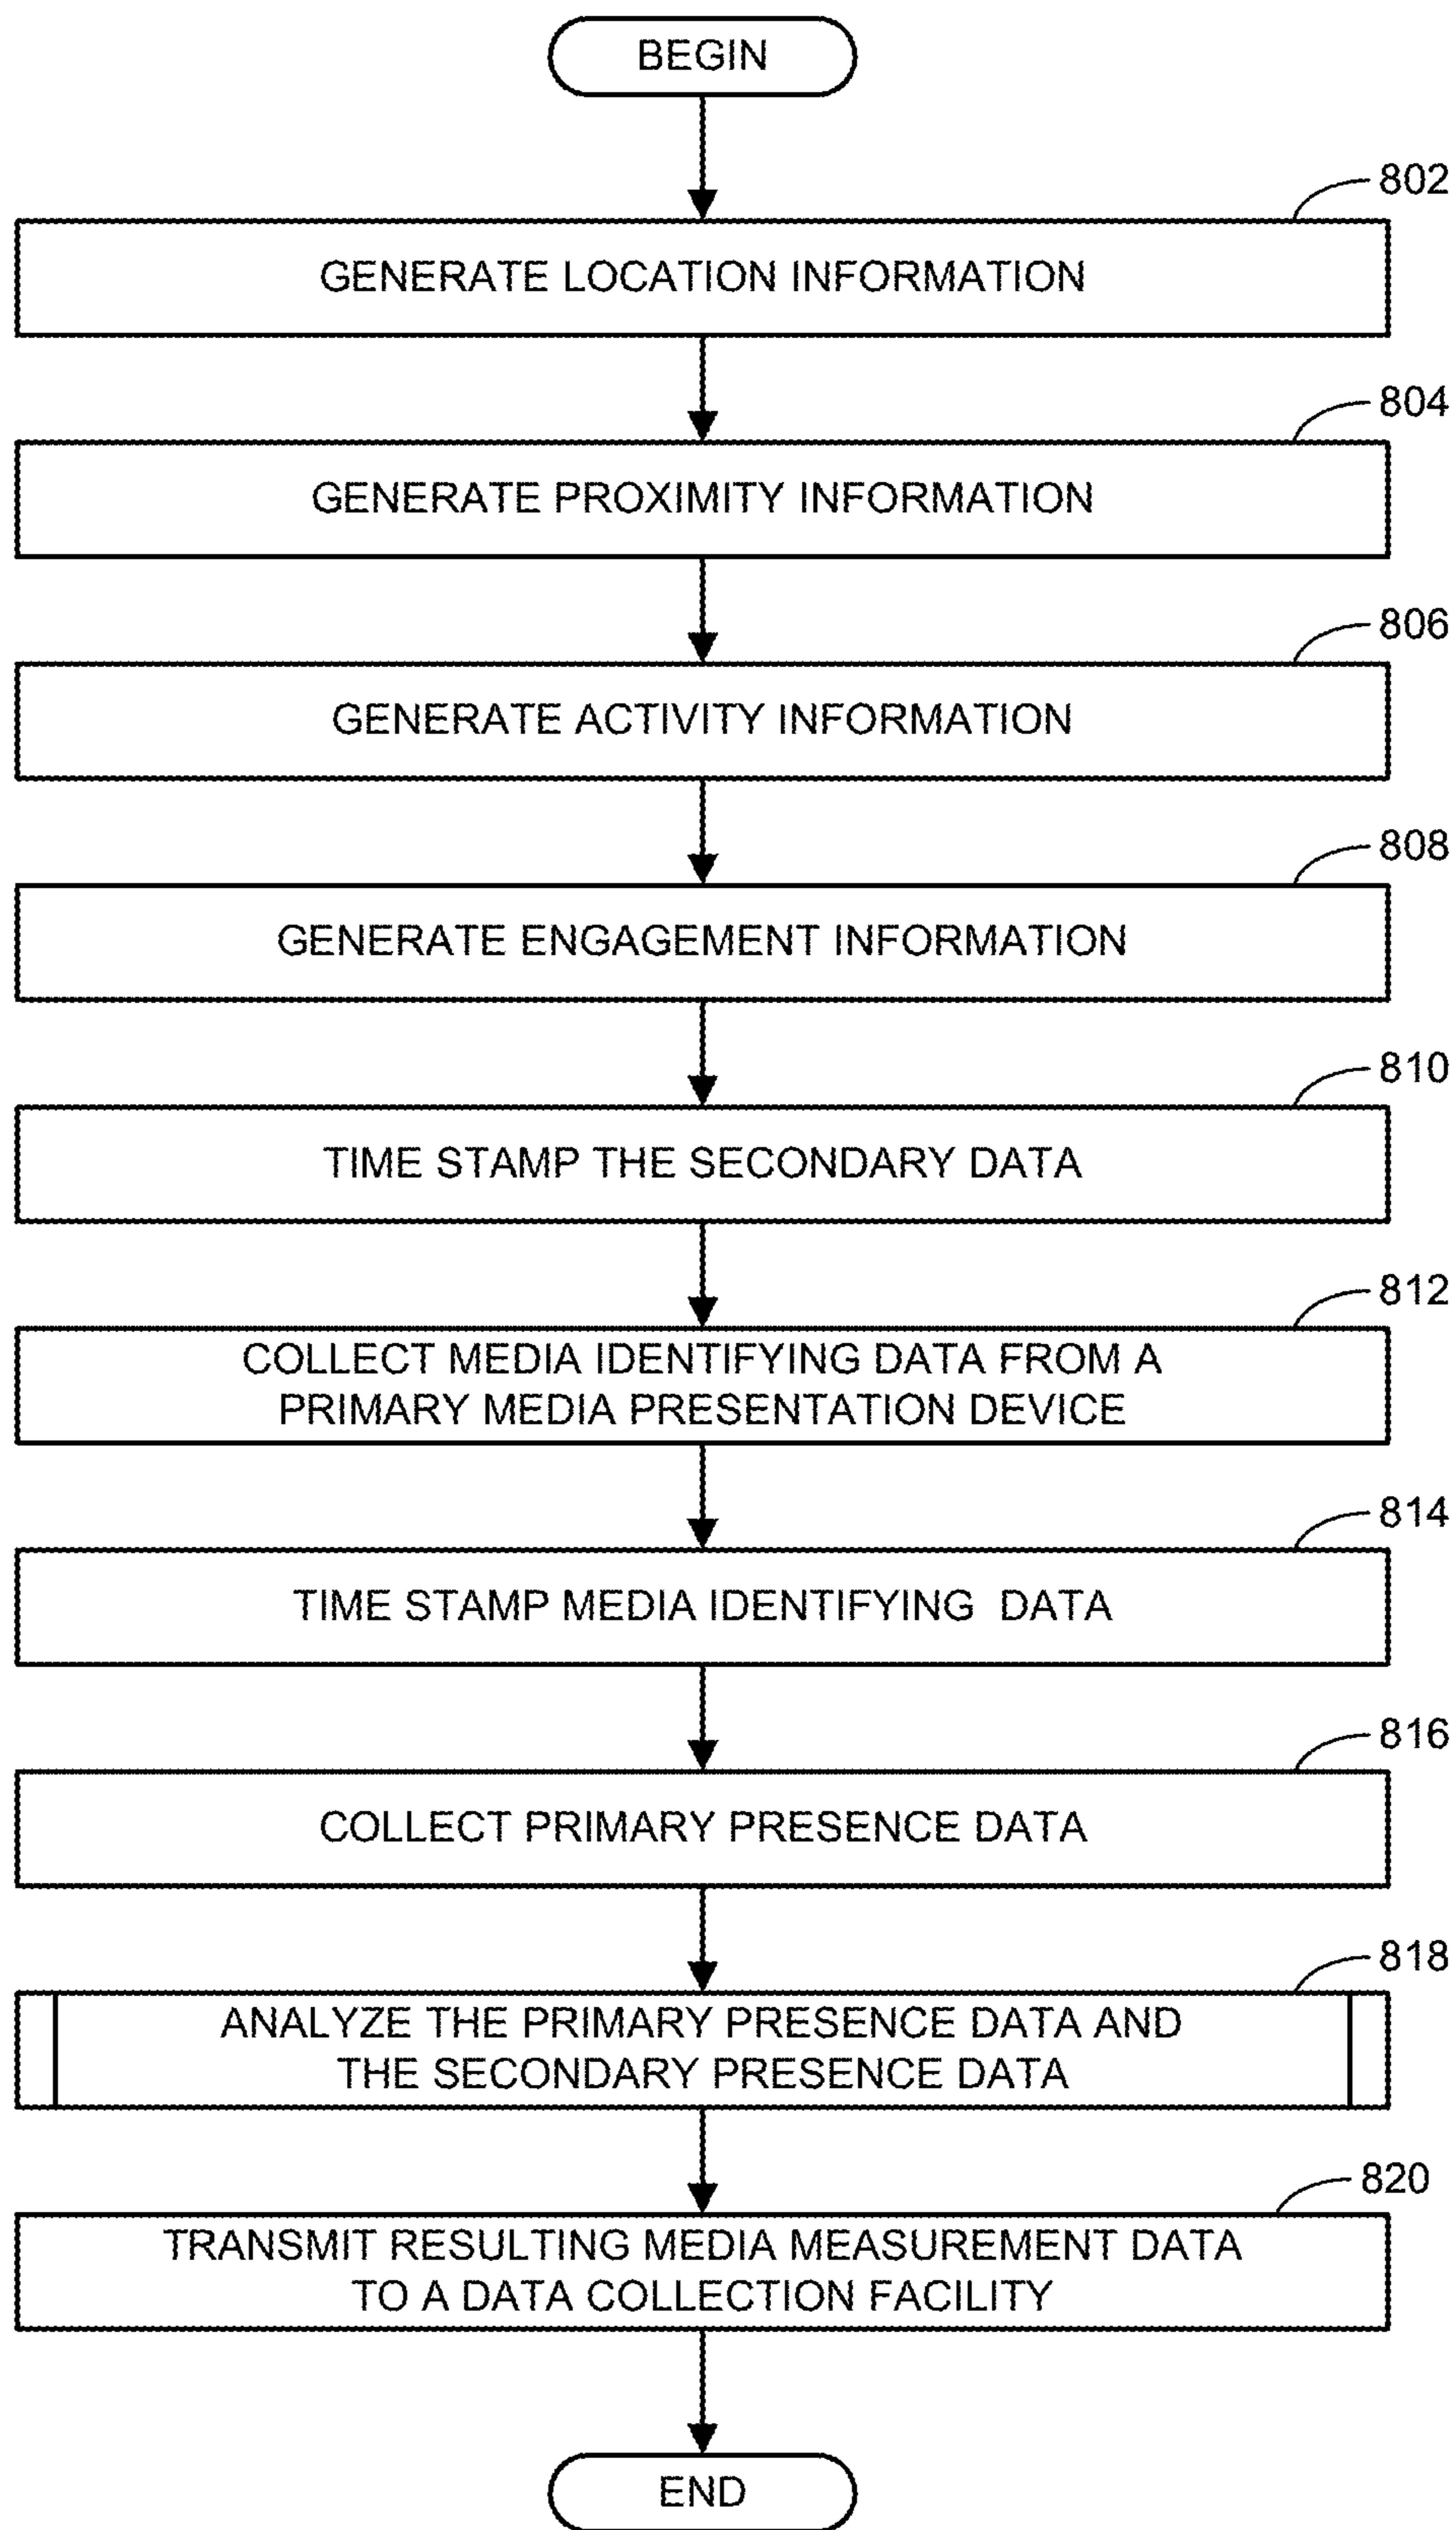 BEGIN
802
GENERATE LOCATION INFORMATION
804
GENERATE PROXIMITY INFORMATION
806
GENERATE ACTIVITY INFORMATION
808
GENERATE ENGAGEMENT INFORMATION
810
TIME STAMP THE SECONDARY DATA
812
COLLECT MEDIA IDENTIFYING DATA FROM A
PRIMARY MEDIA PRESENTATION DEVICE
814
TIME STAMP MEDIA IDENTIFYING DATA
816
COLLECT PRIMARY PRESENCE DATA
818
ANALYZE THE PRIMARY PRESENCE DATA AND
THE SECONDARY PRESENCE DATA
820
TRANSMIT RESULTING MEDIA MEASUREMENT DATA
TO A DATA COLLECTION FACILITY
END